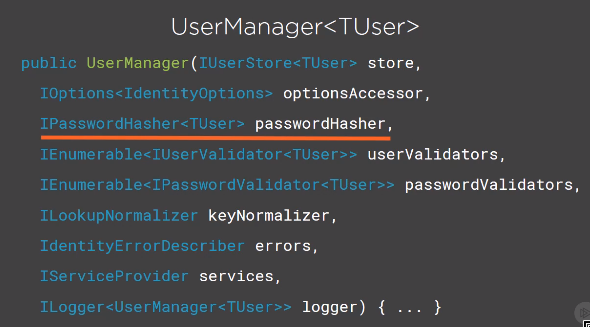 UserManager<TUser>
public UserManager(IUserStore<TUser> store,
IOptions<IdentityOptions> optionsAccessor,
IPasswordHasher<TUser> passwordHasher,
IEnumerable<IUserValidator<TUser>> userValidators,
IEnumerable<IPasswordValidator<TUser>> passwordValidators,
ILookupNormalizer keyNormalizer,
IdentityErrorDescriber errors,
IServiceProvider services,
ILogger<UserManager<TUser>> logger) { ... }